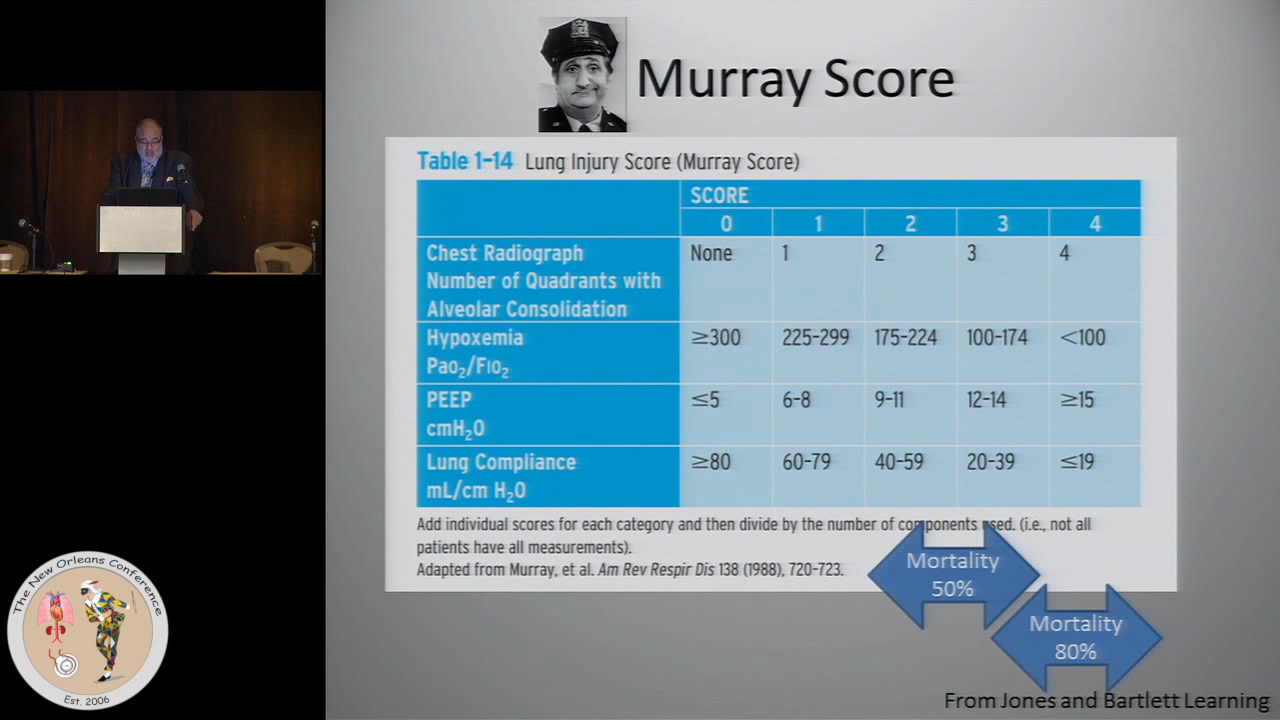 Murray Score
Table 1-14 Lung Injury Score (Murray Score)
SCORE
0 1 2 3 4
Chest Radiograph
Number of Quadrants with
Alveolar Consolidation
None 1 2 3 4
Hypoxemia
PaO₂/FIO₂
≥300 225-299 175-224 100-174 <100
PEEP
cmH₂O
≤5 6-8 9-11 12-14 ≥15
Lung Compliance
mL/cm H₂O
≥80 60-79 40-59 20-39 ≤19
Add individual scores for each category and then divide by the number of components used. (i.e., not all
patients have all measurements).
Adapted from Murray, et al. Am Rev Respir Dis 138 (1988), 720-723.
Mortality
50%
Mortality
80%
From Jones and Bartlett Learning
The New Orleans Conference
Est. 2006